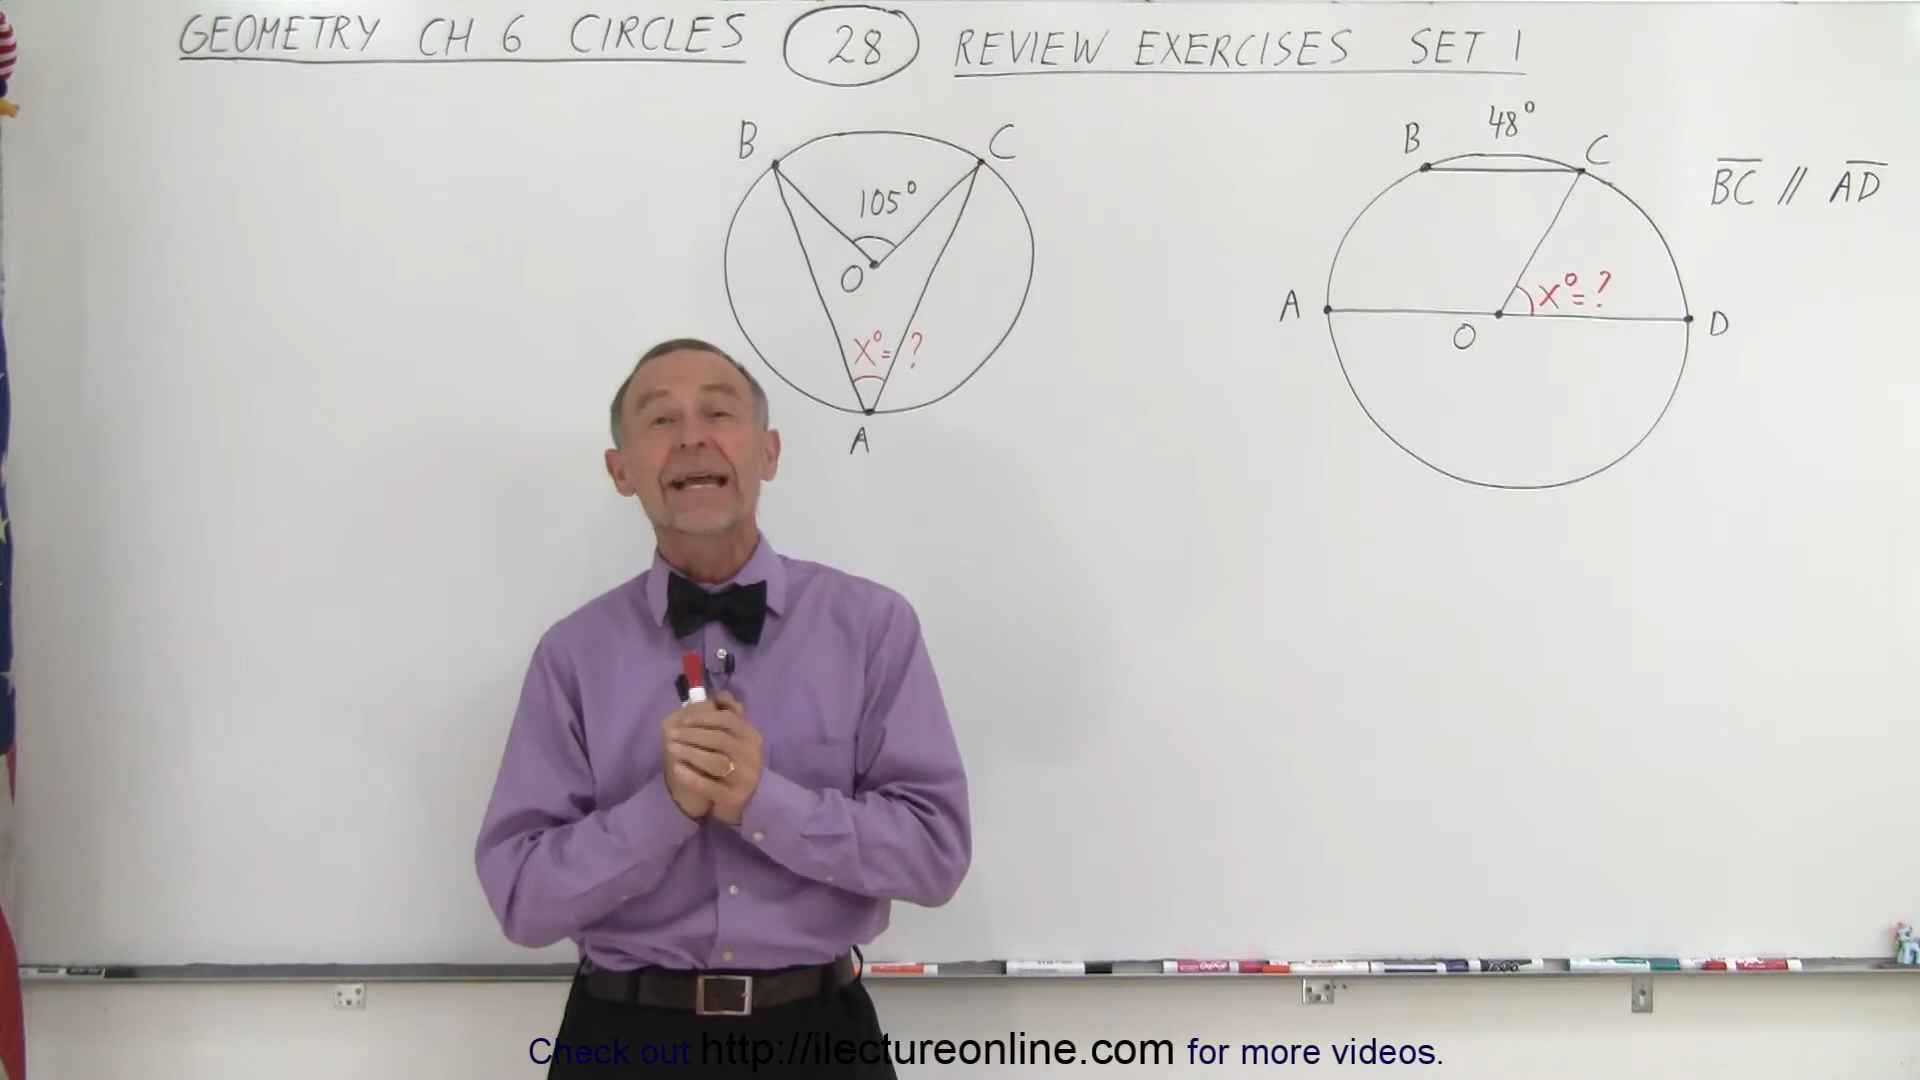 GEOMETRY CH 6 CIRCLES 28 REVIEW EXERCISES SET 1
B C
105°
O
X°= ?
A
48°
B C
BC // AD
X°= ?
A O D
Check out http://ilectureonline.com for more videos.